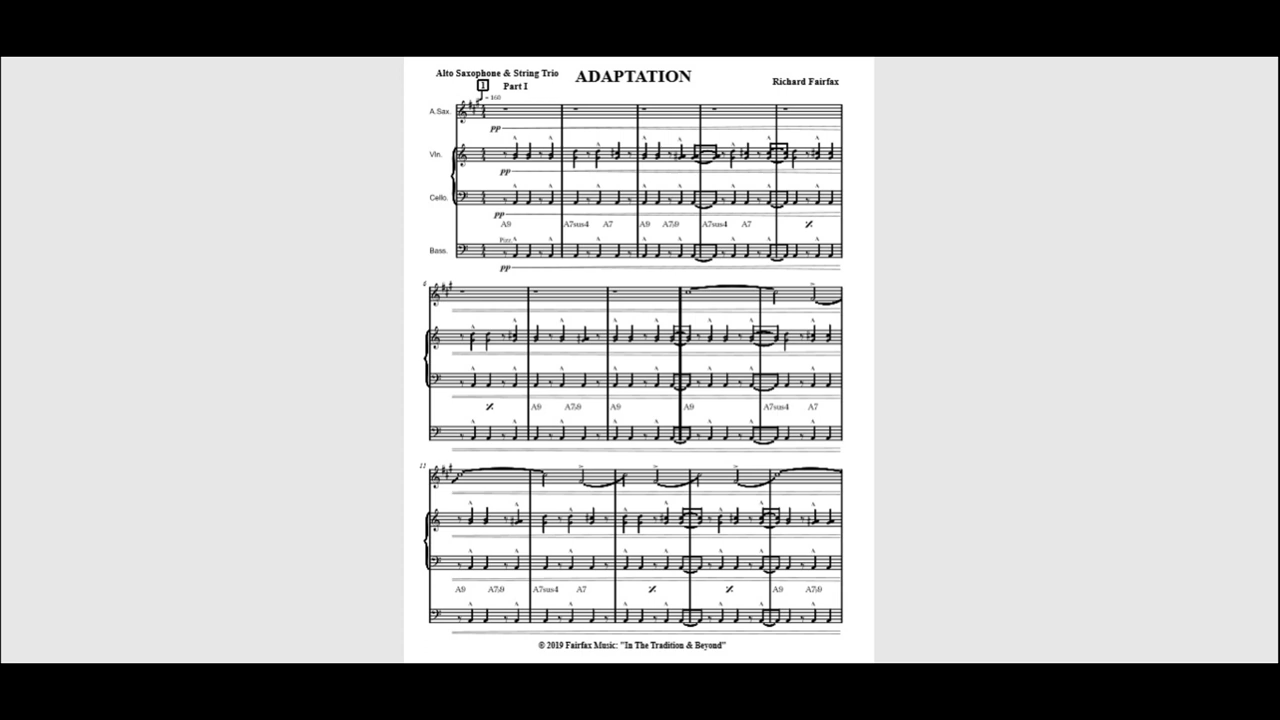 Alto Saxophone & String Trio
ADAPTATION
Richard Fairfax
1
Part I
= 160
A.Sax.
pp
Vln.
pp
Cello.
pp
A9 A7sus4 A7 A9 A7♭9 A7sus4 A7
Pizz.
Bass.
pp
6
A9 A7♭9 A9 A9 A7sus4 A7
11
A9 A7♭9 A7sus4 A7 A9 A7♭9
© 2019 Fairfax Music: "In The Tradition & Beyond"